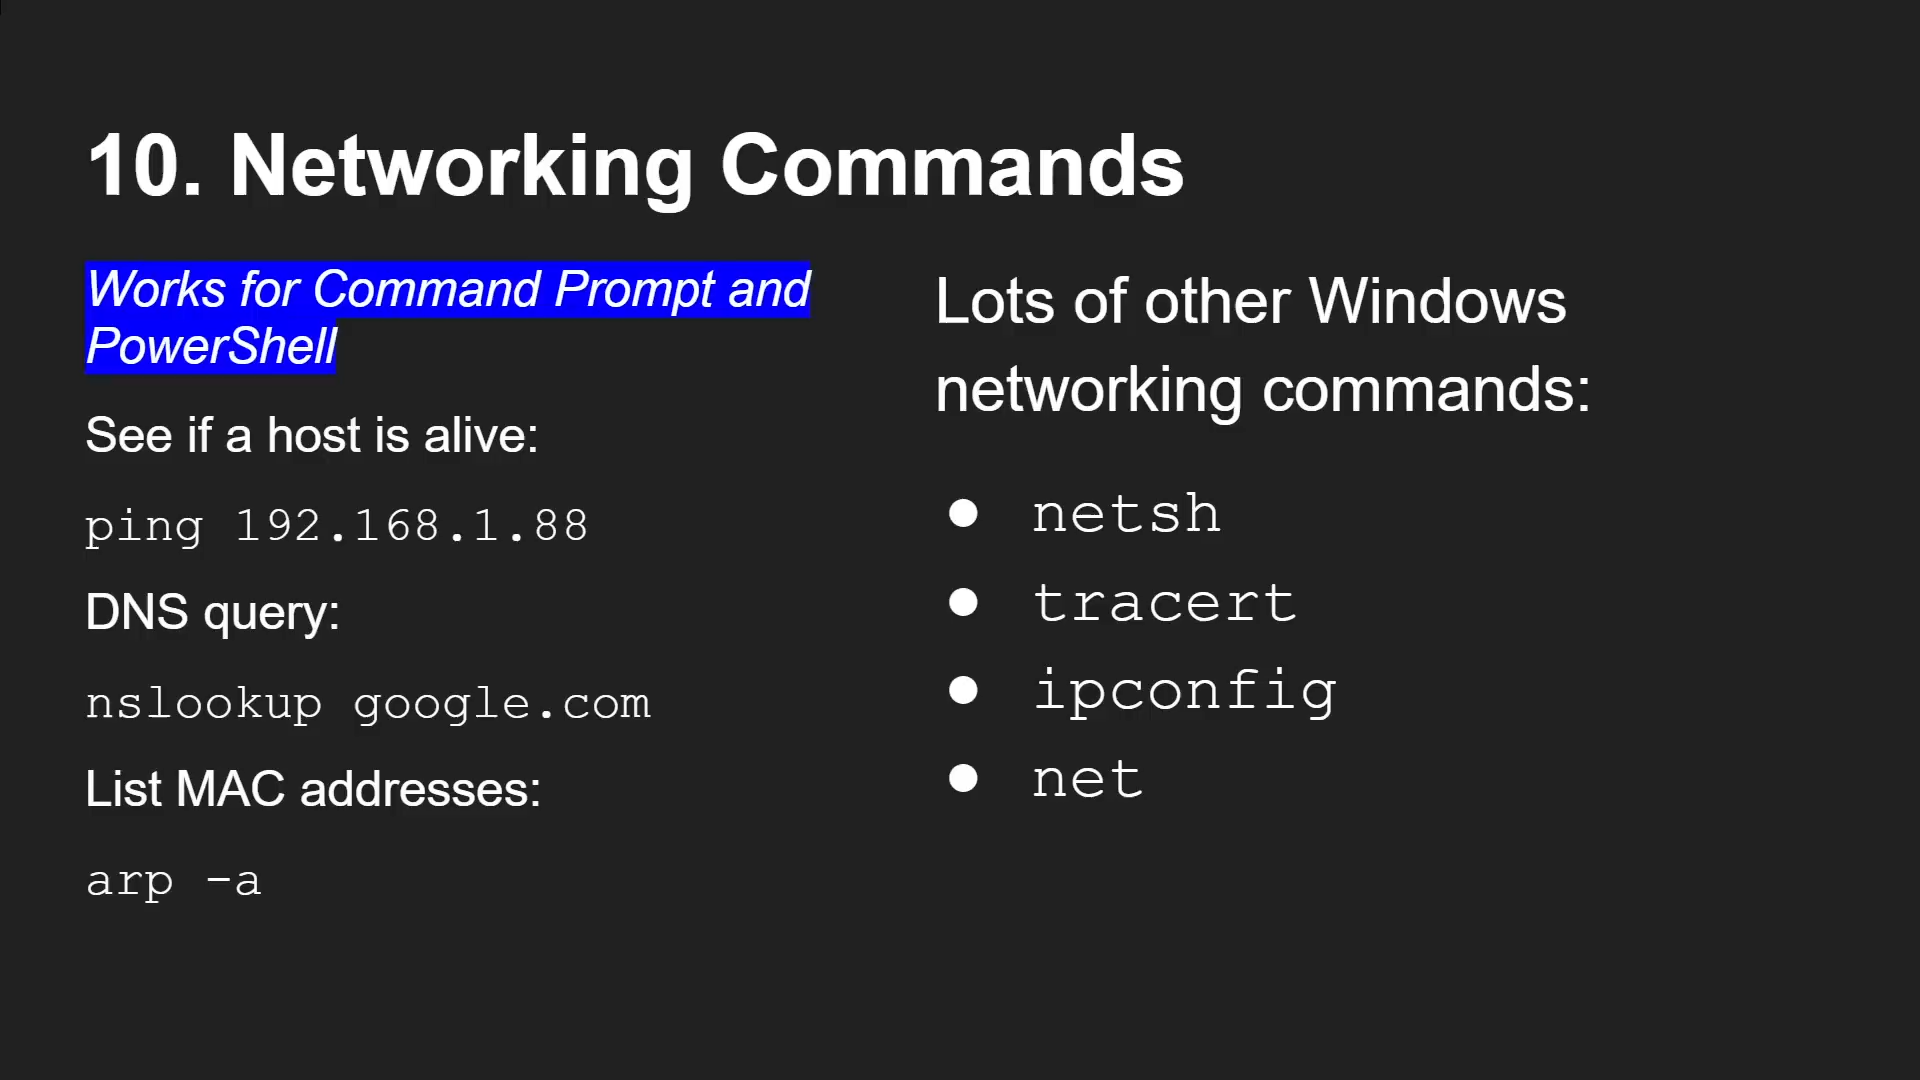 10. Networking Commands
Works for Command Prompt and
PowerShell
See if a host is alive:
ping 192.168.1.88
DNS query:
nslookup google.com
List MAC addresses:
arp -a
Lots of other Windows
networking commands:
● netsh
● tracert
● ipconfig
● net